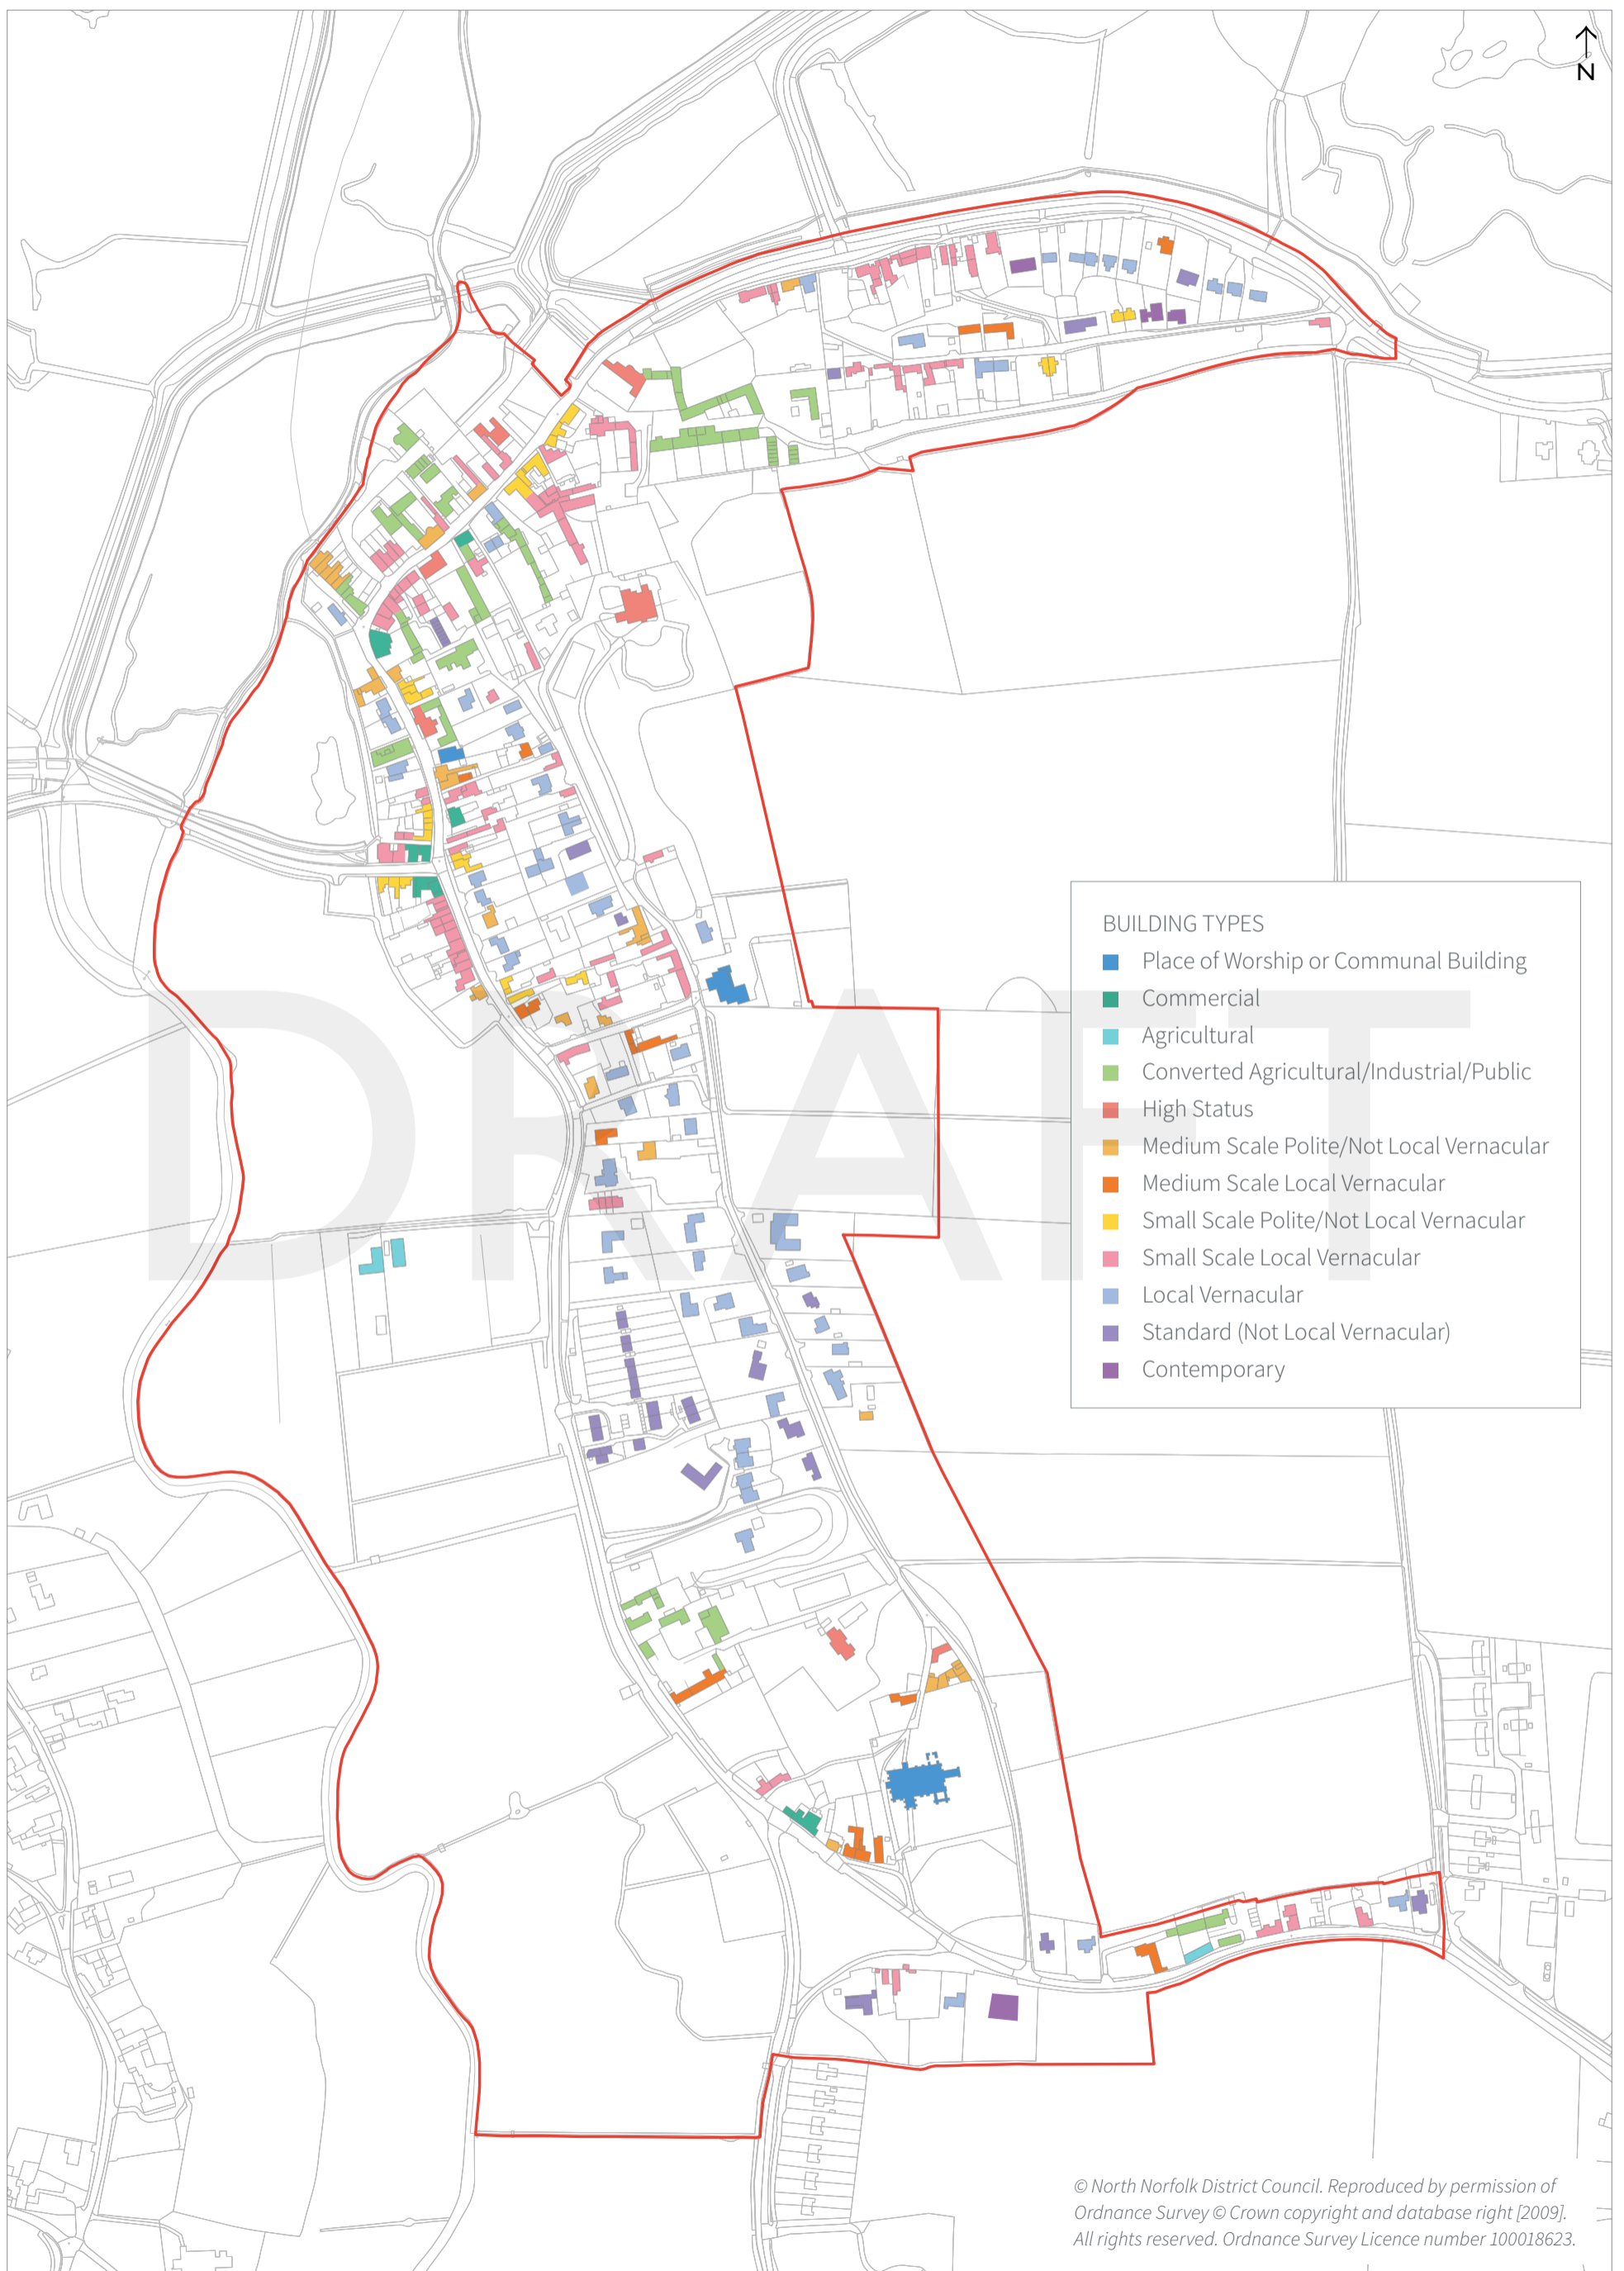 N
BUILDING TYPES
Place of Worship or Communal Building
Commercial
Agricultural
Converted Agricultural/Industrial/Public
High Status
Medium Scale Polite/Not Local Vernacular
Medium Scale Local Vernacular
Small Scale Polite/Not Local Vernacular
Small Scale Local Vernacular
Local Vernacular
Standard (Not Local Vernacular)
Contemporary
DRAFT
© North Norfolk District Council. Reproduced by permission of
Ordnance Survey © Crown copyright and database right [2009].
All rights reserved. Ordnance Survey Licence number 100018623.